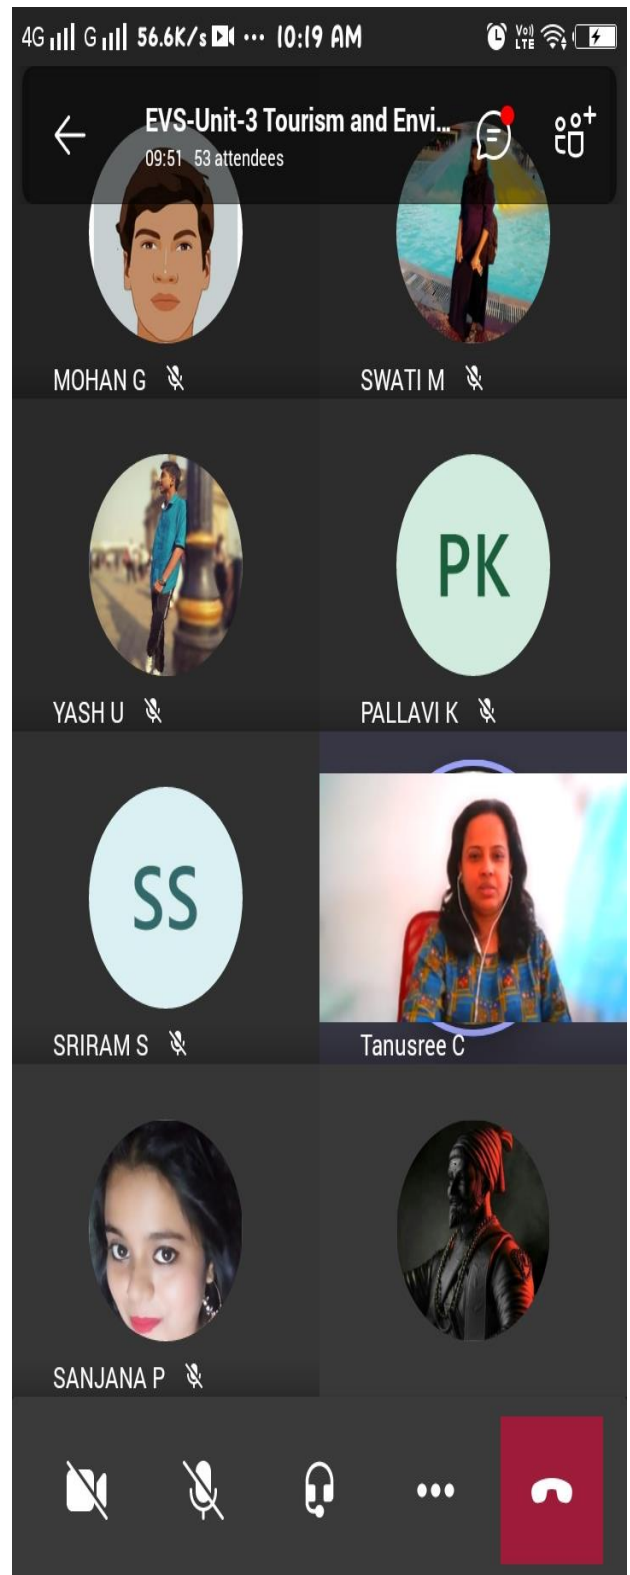 4G G 56.6K/s ··· 10:19 AM Vo)) LTE
EVS-Unit-3 Tourism and Envi...
09:51 53 attendees
MOHAN G SWATI M
PK
YASH U PALLAVI K
SS
SRIRAM S Tanusree C
SANJANA P